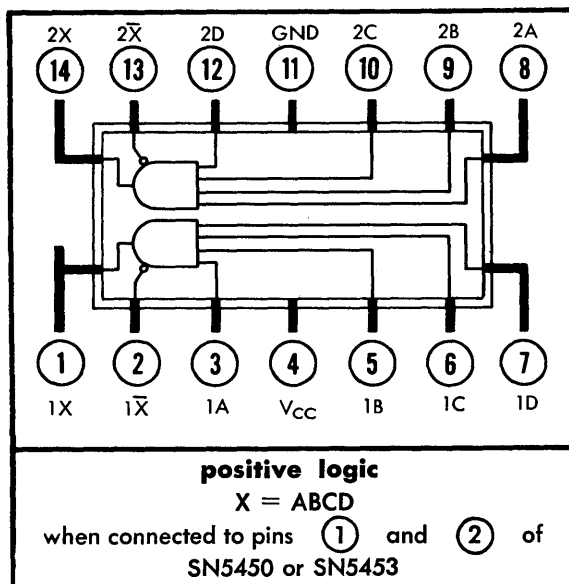 2X 2X̅ 2D GND 2C 2B 2A
14 13 12 11 10 9 8
1 2 3 4 5 6 7
1X 1X̅ 1A VCC 1B 1C 1D
positive logic
X = ABCD
when connected to pins 1 and 2 of
SN5450 or SN5453